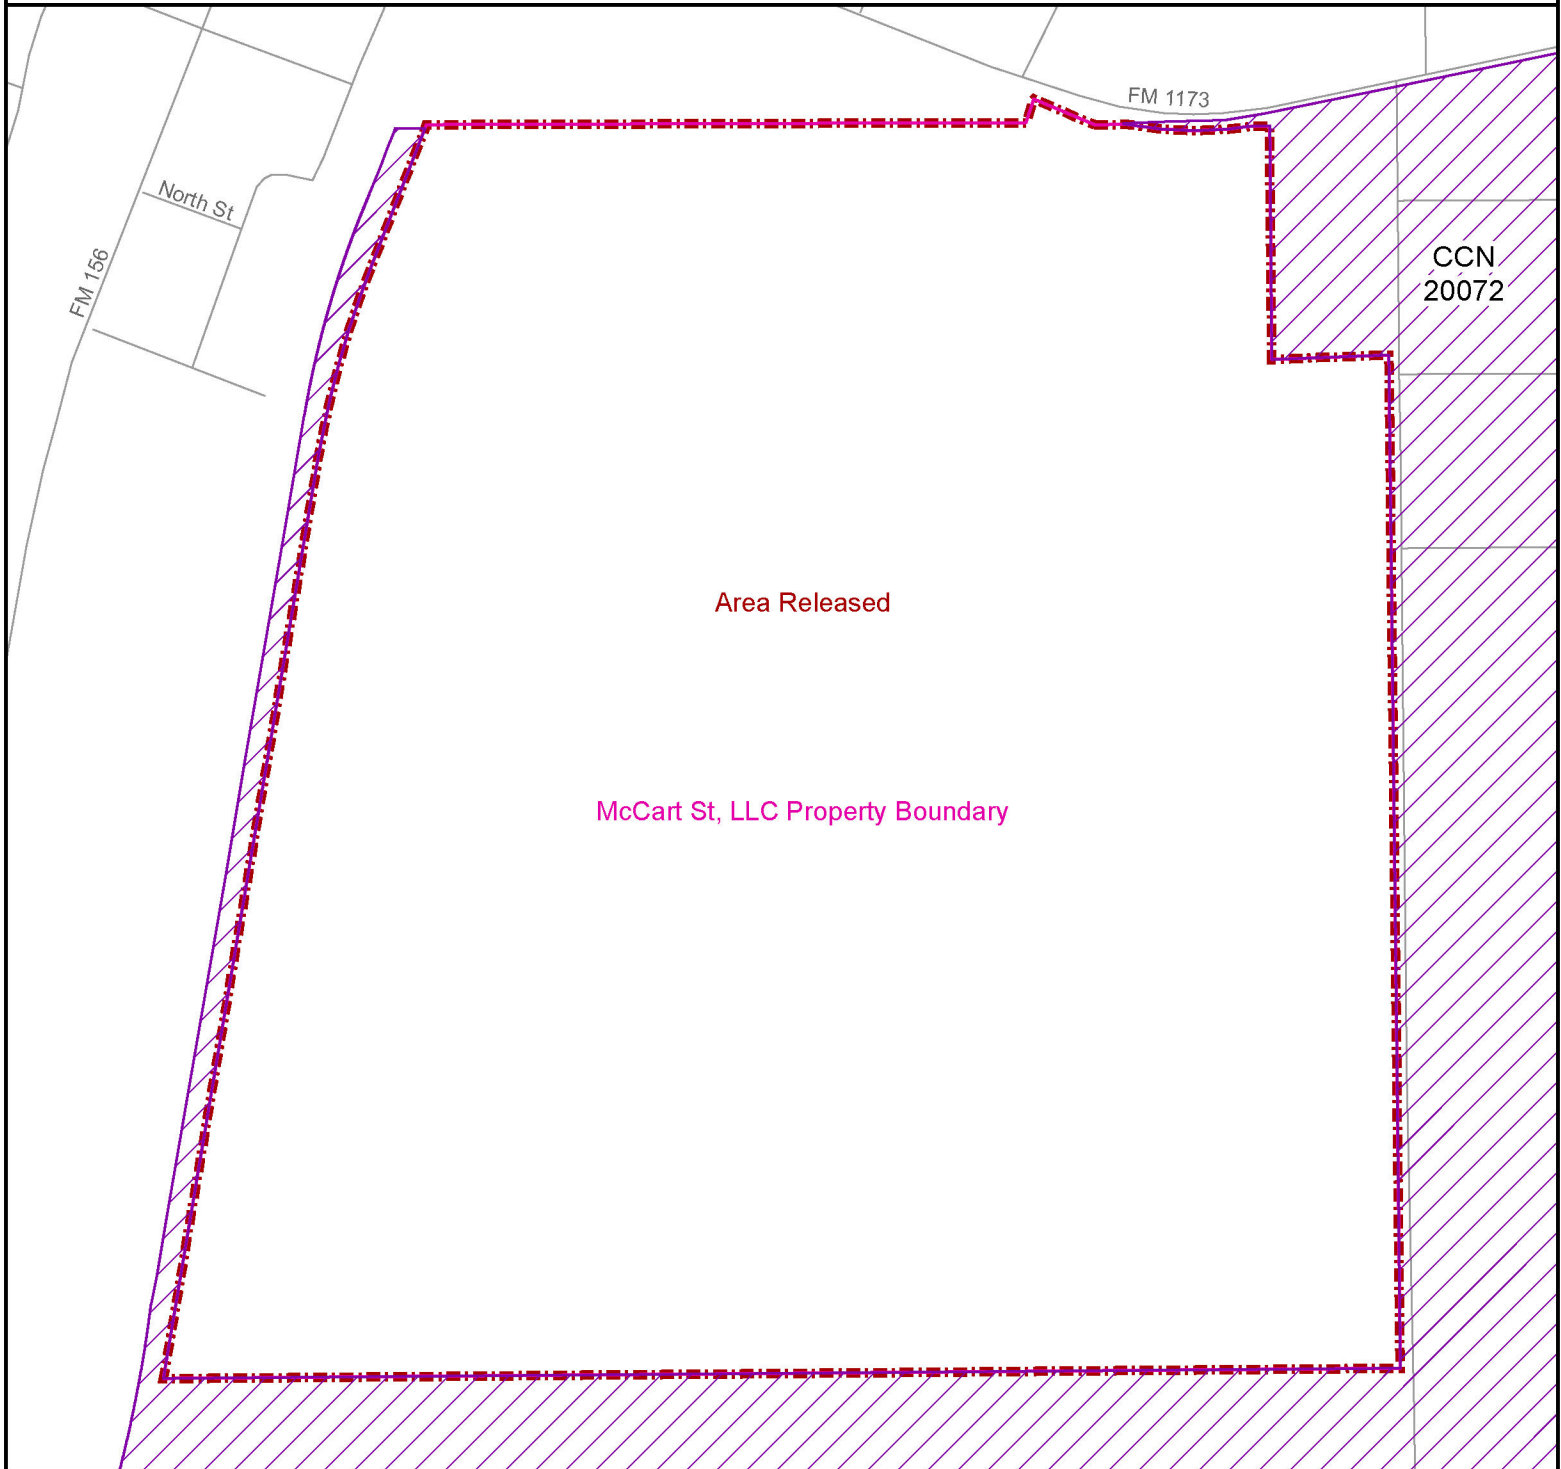 FM 1173
North St
FM 156
CCN
20072
Area Released
McCart St, LLC Property Boundary